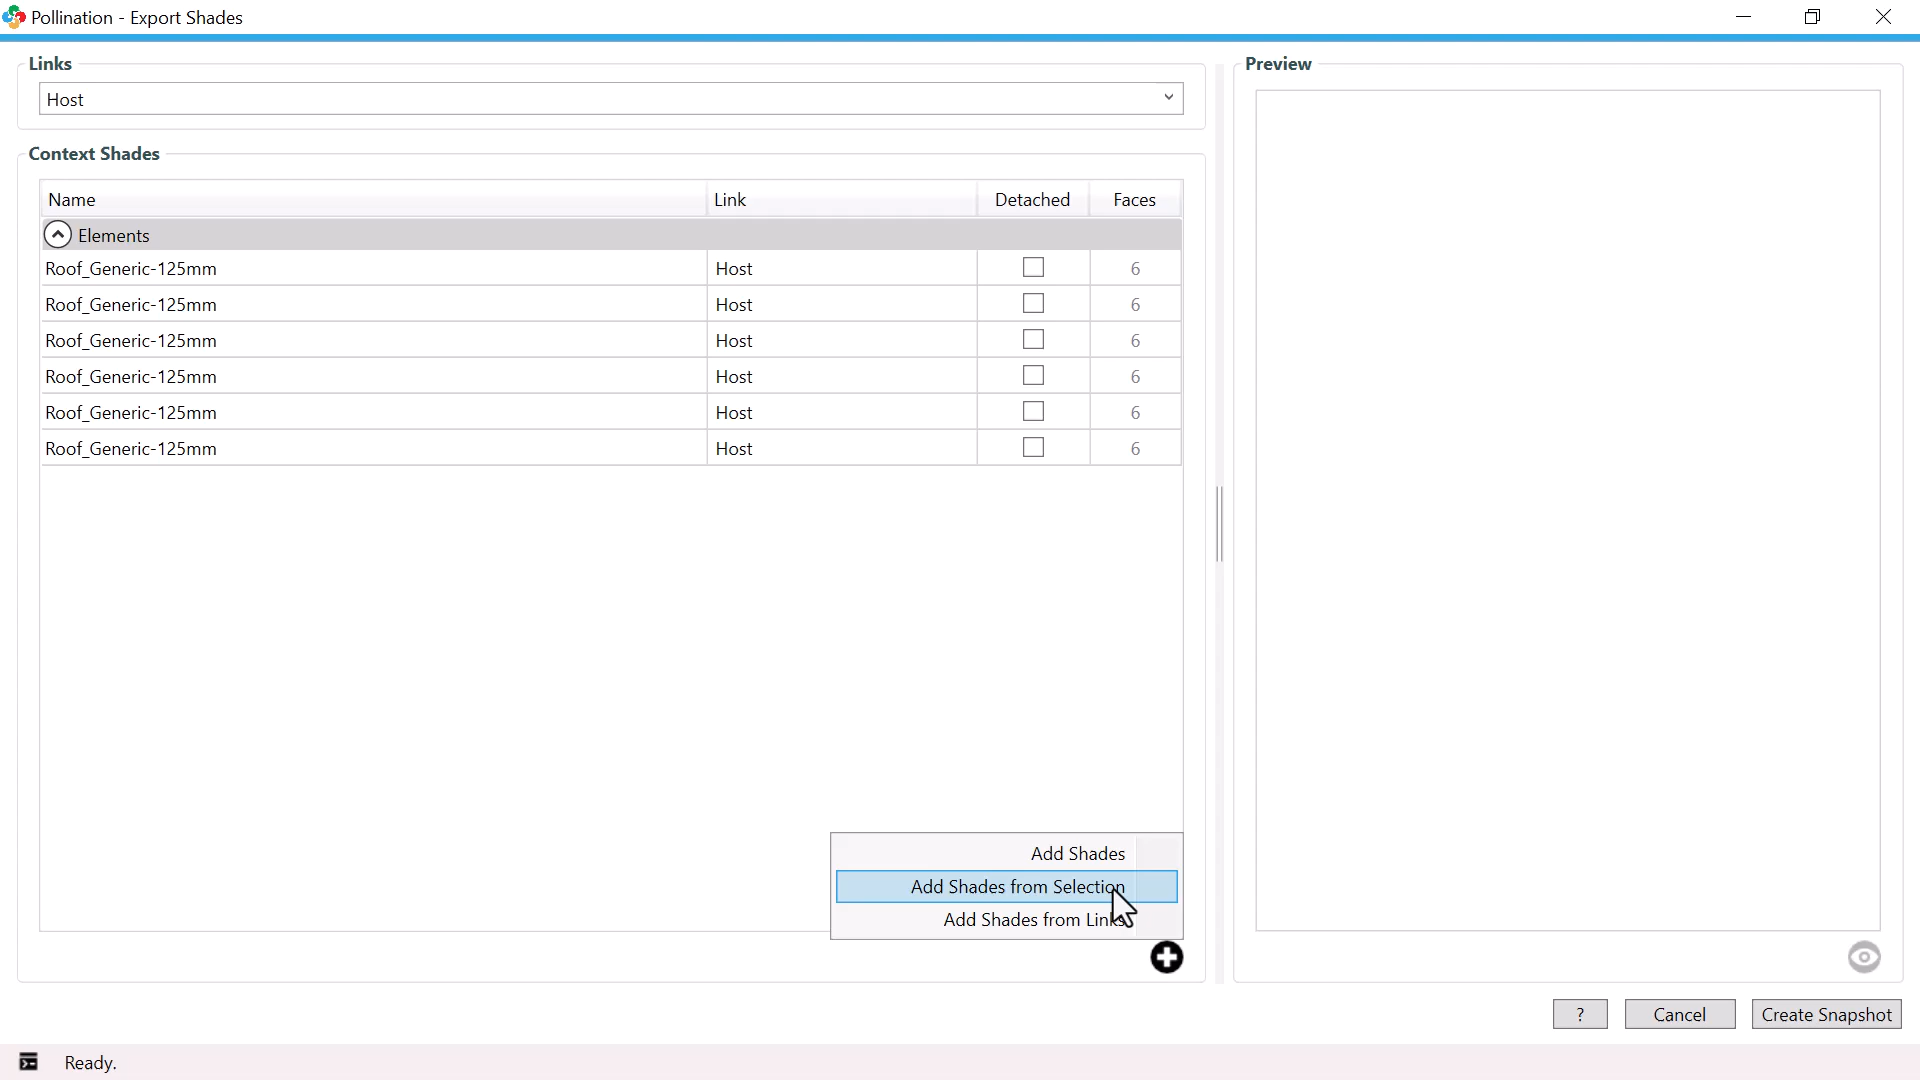 Pollination - Export Shades
Links
Host
Context Shades
Name Link Detached Faces
Elements
Roof_Generic-125mm Host 6
Roof_Generic-125mm Host 6
Roof_Generic-125mm Host 6
Roof_Generic-125mm Host 6
Roof_Generic-125mm Host 6
Roof_Generic-125mm Host 6
Add Shades
Add Shades from Selection
Add Shades from Links
Preview
? Cancel Create Snapshot
Ready.